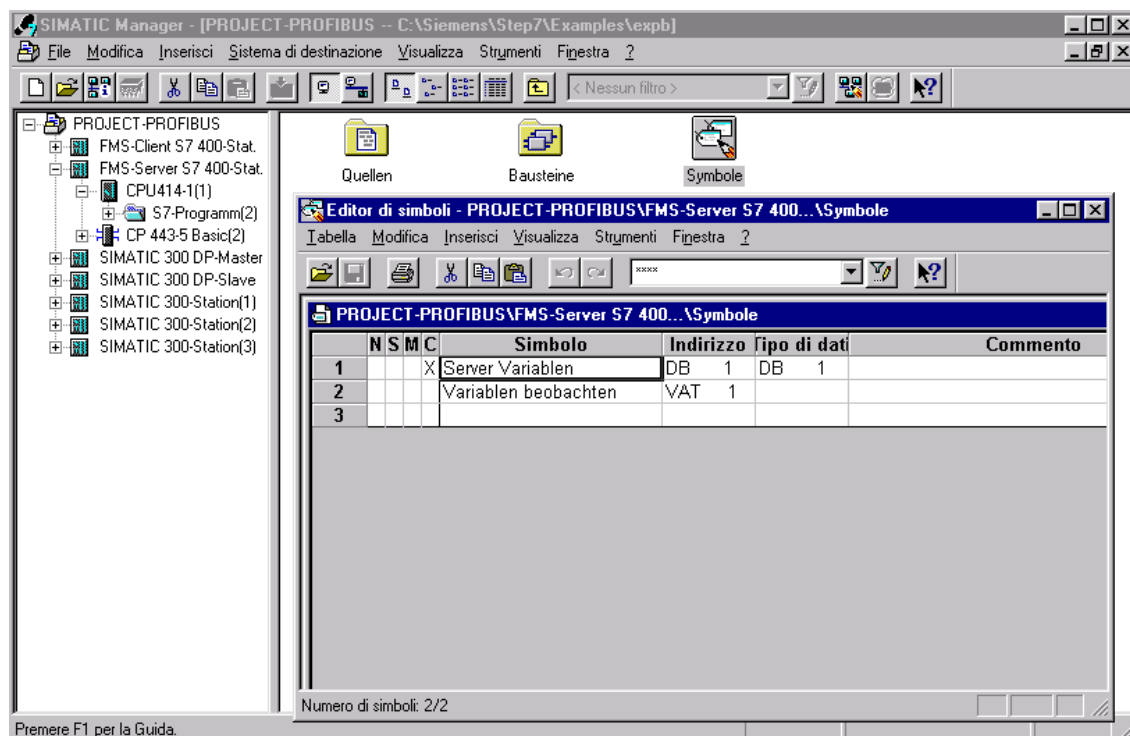 SIMATIC Manager - [PROJECT-PROFIBUS -- C:\Siemens\Step7\Examples\expb]
File Modifica Inserisci Sistema di destinazione Visualizza Strumenti Finestra ?
< Nessun filtro >
PROJECT-PROFIBUS
FMS-Client S7 400-Stat.
FMS-Server S7 400-Stat.
CPU414-1(1)
S7-Programm(2)
CP 443-5 Basic(2)
SIMATIC 300 DP-Master
SIMATIC 300 DP-Slave
SIMATIC 300-Station(1)
SIMATIC 300-Station(2)
SIMATIC 300-Station(3)
Quellen Bausteine Symbole
Editor di simboli - PROJECT-PROFIBUS\FMS-Server S7 400...\Symbole
Tabella Modifica Inserisci Visualizza Strumenti Finestra ?
xxxx
PROJECT-PROFIBUS\FMS-Server S7 400...\Symbole
N S M C Simbolo Indirizzo Tipo di dati Commento
1 X Server Variablen DB 1 DB 1
2 Variablen beobachten VAT 1
3
Numero di simboli: 2/2
Premere F1 per la Guida.